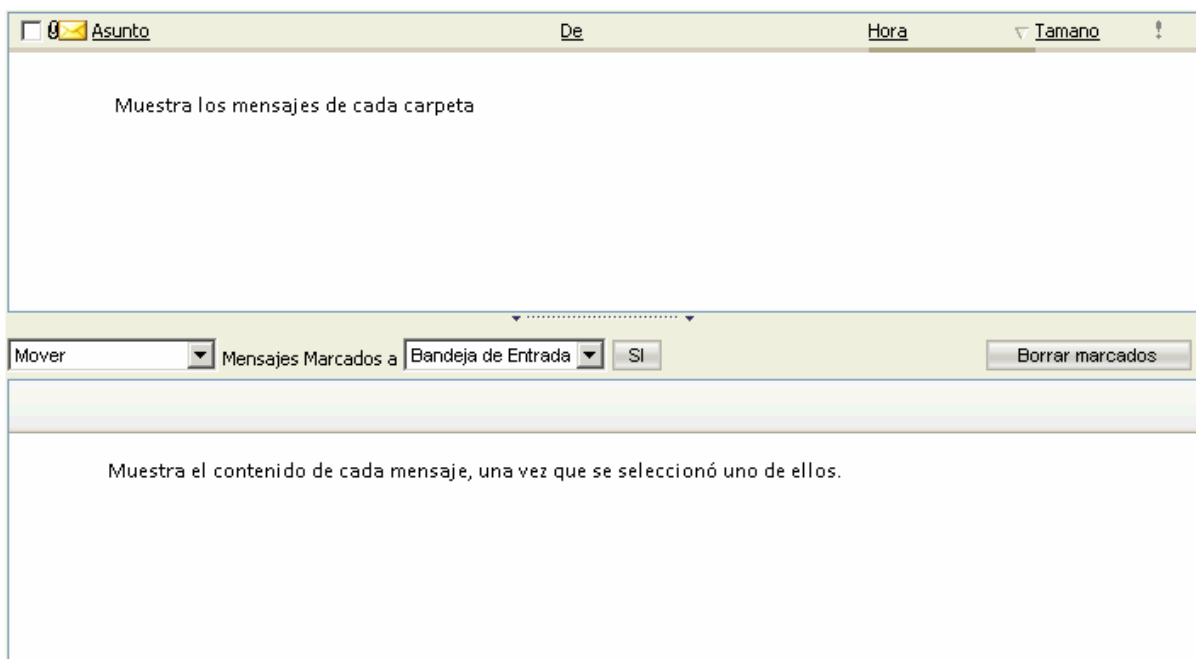 Asunto De Hora Tamano
Muestra los mensajes de cada carpeta
Mover Mensajes Marcados a Bandeja de Entrada SI Borrar marcados
Muestra el contenido de cada mensaje, una vez que se seleccionó uno de ellos.